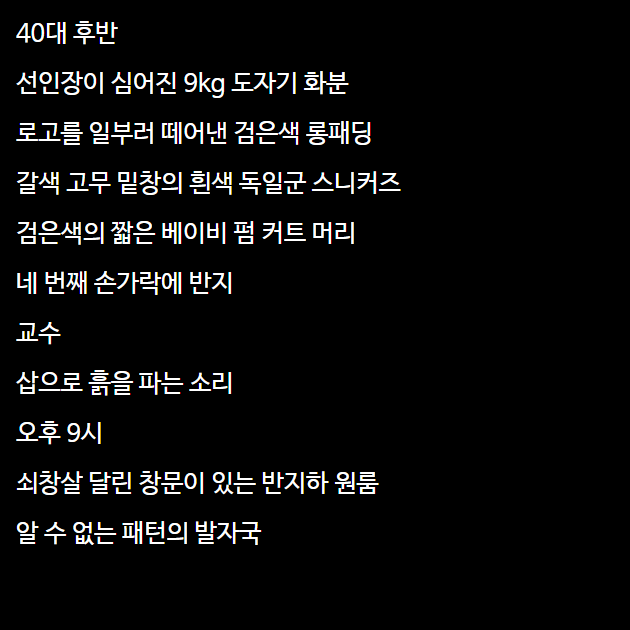 40대 후반
선인장이 심어진 9kg 도자기 화분
로고를 일부러 떼어낸 검은색 롱패딩
갈색 고무 밑창의 흰색 독일군 스니커즈
검은색의 짧은 베이비 펌 커트 머리
네 번째 손가락에 반지
교수
삽으로 흙을 파는 소리
오후 9시
쇠창살 달린 창문이 있는 반지하 원룸
알 수 없는 패턴의 발자국